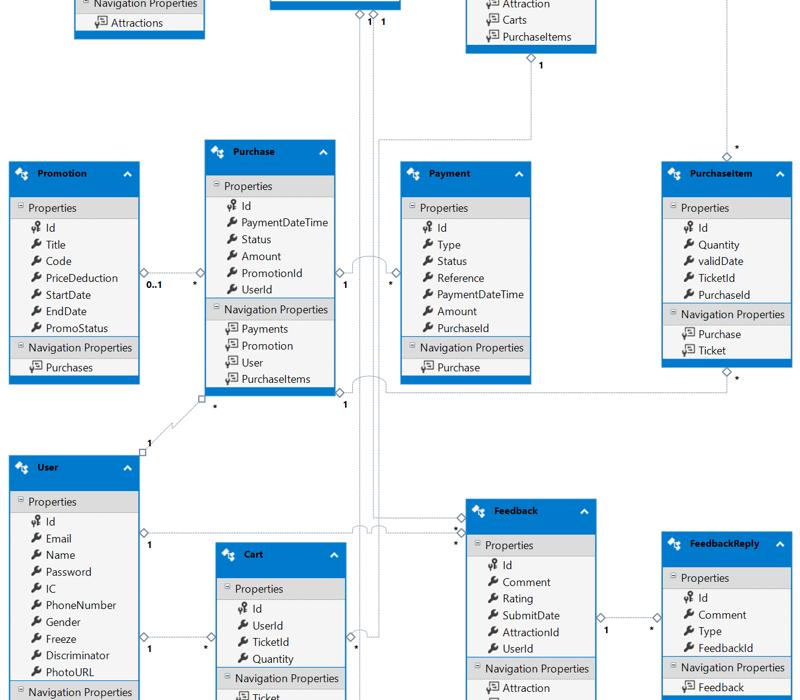 Navigation Properties
Attractions
1
1
Attraction
Carts
PurchaseItems
1
*
Promotion
Properties
Id
Title
Code
PriceDeduction
StartDate
EndDate
PromoStatus
Navigation Properties
Purchases
0..1
*
Purchase
Properties
Id
PaymentDateTime
Status
Amount
PromotionId
UserId
Navigation Properties
Payments
Promotion
User
PurchaseItems
1
*
1
*
Payment
Properties
Id
Type
Status
Reference
PaymentDateTime
Amount
PurchaseId
Navigation Properties
Purchase
PurchaseItem
Properties
Id
Quantity
validDate
TicketId
PurchaseId
Navigation Properties
Purchase
Ticket
*
1
User
Properties
Id
Email
Name
Password
IC
PhoneNumber
Gender
Freeze
Discriminator
PhotoURL
Navigation Properties
1
1
*
Cart
Properties
Id
UserId
TicketId
Quantity
Navigation Properties
Ticket
*
*
*
Feedback
Properties
Id
Comment
Rating
SubmitDate
AttractionId
UserId
Navigation Properties
Attraction
1
*
FeedbackReply
Properties
Id
Comment
Type
FeedbackId
Navigation Properties
Feedback